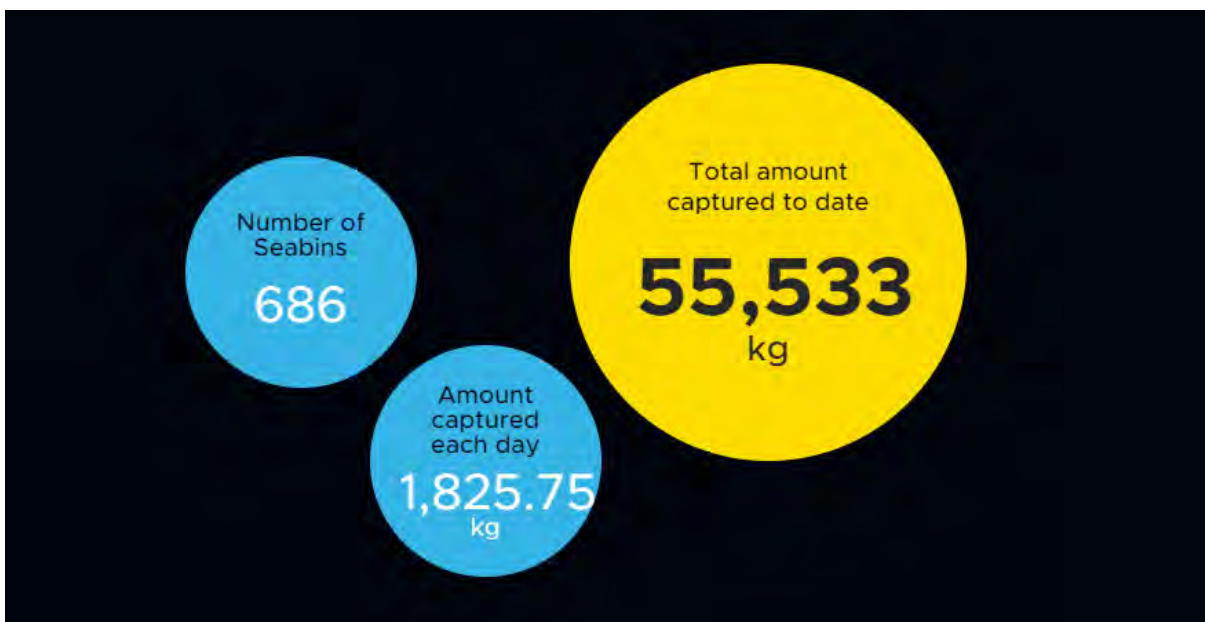 Number of
Seabins
686
Amount
captured
each day
1,825.75
kg
Total amount
captured to date
55,533
kg